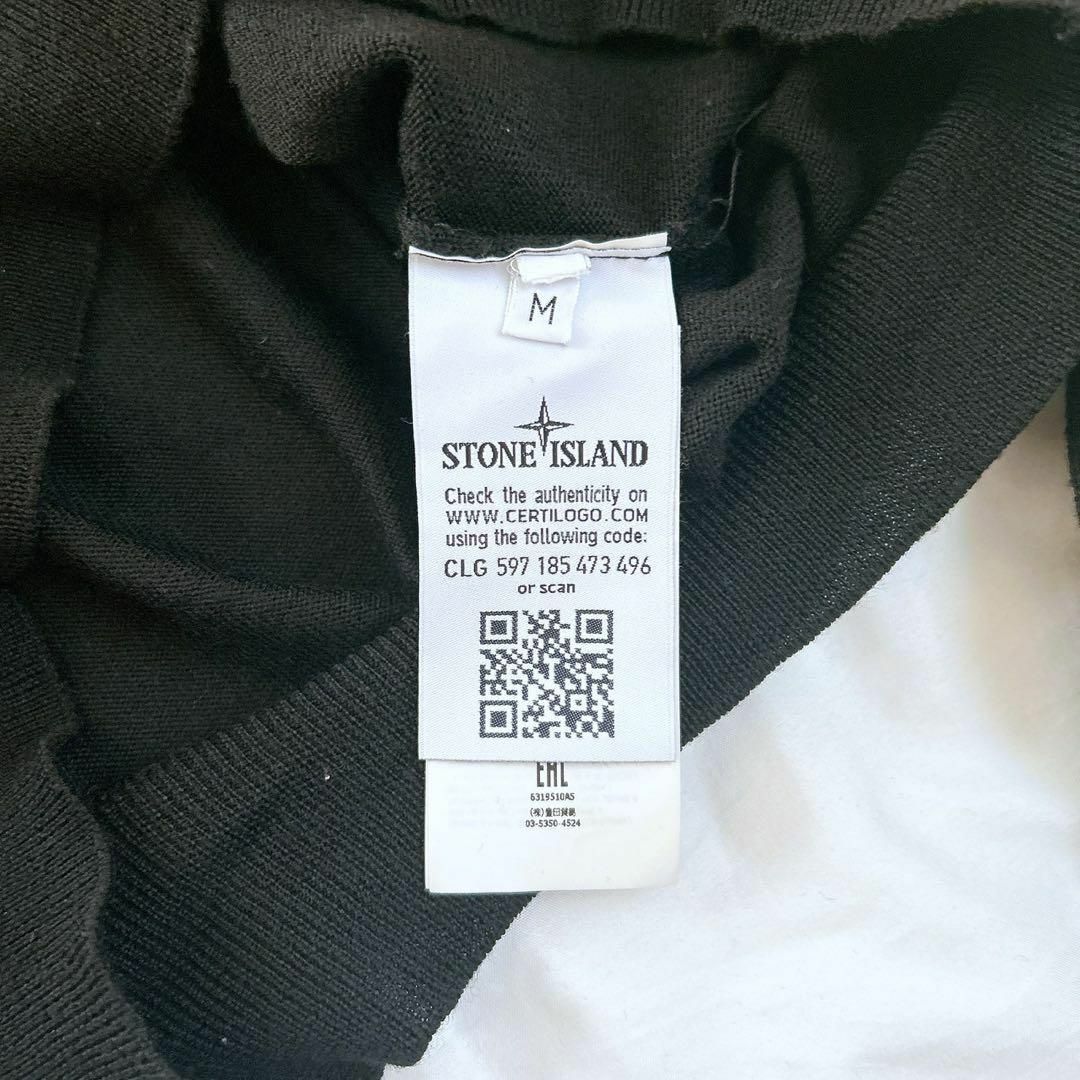 M
STONE ISLAND
Check the authenticity on
WWW.CERTILOGO.COM
using the following code:
CLG 597 185 473 496
or scan
EAC
6319510AS
(株)豊田貿易
03-5350-4524